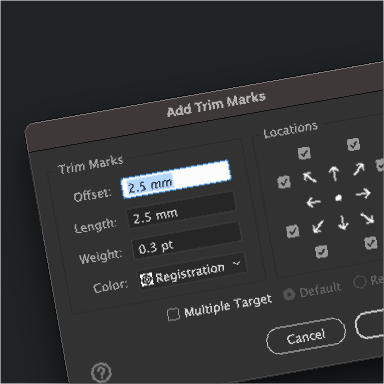 Add Trim Marks
Trim Marks
Offset: 2.5 mm
Length: 2.5 mm
Weight: 0.3 pt
Color: Registration
Multiple Target
Locations
Default
Cancel
?